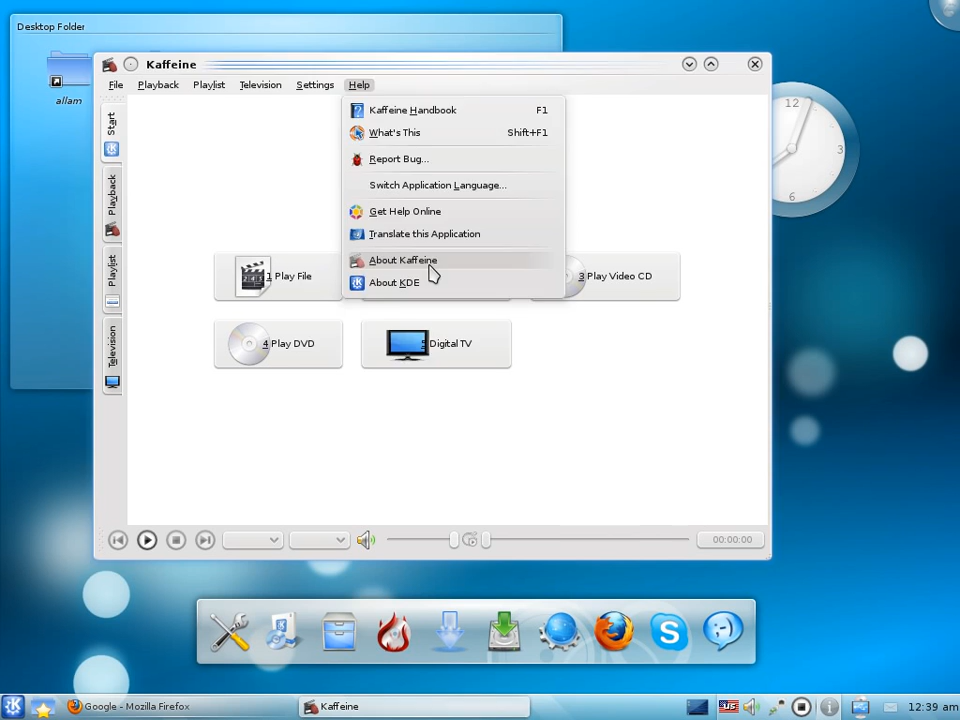 Desktop Folder
allam
Kaffeine
File Playback Playlist Television Settings Help
Kaffeine Handbook F1
What's This Shift+F1
Report Bug...
Switch Application Language...
Get Help Online
Translate this Application
About Kaffeine
About KDE
Start
Playback
Playlist
Television
1 Play File
3 Play Video CD
4 Play DVD
5 Digital TV
00:00:00
12
3
6
S
Google - Mozilla Firefox
Kaffeine
US
12:39 am